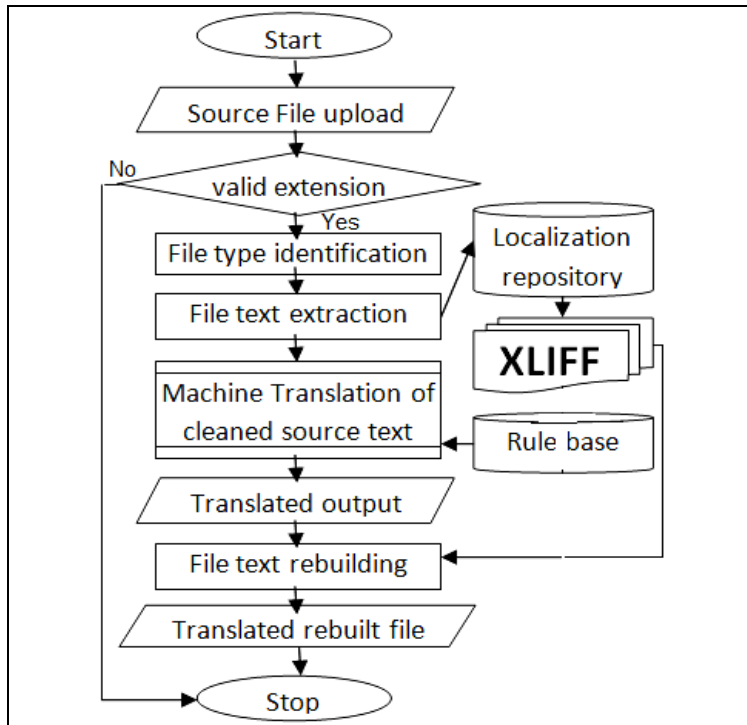 Start
Source File upload
No
valid extension
Yes
File type identification
Localization
repository
File text extraction
XLIFF
Machine Translation of
cleaned source text
Rule base
Translated output
File text rebuilding
Translated rebuilt file
Stop